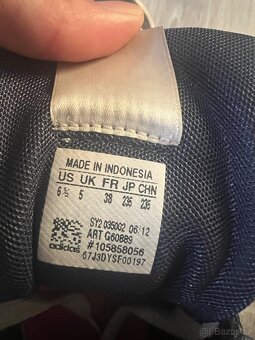 MADE IN INDONESIA
US UK FR JP CHN
6½ 5 38 235 235
SY2 035002 06/12
ART G60889
#105858056
67J3DYSF00197
adidas